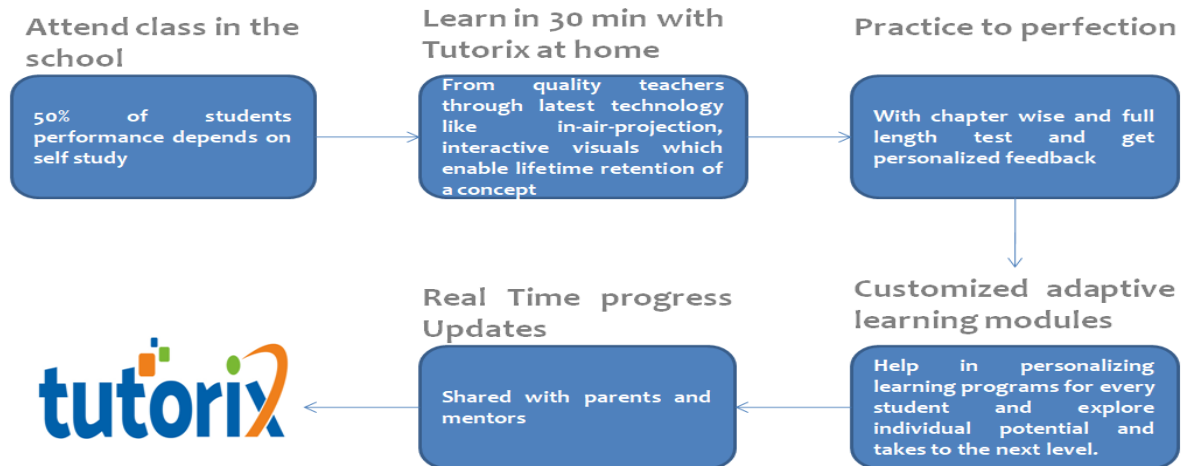 Attend class in the
school
50% of students
performance depends on
self study
Learn in 30 min with
Tutorix at home
From quality teachers
through latest technology
like in-air-projection,
interactive visuals which
enable lifetime retention of
a concept
Practice to perfection
With chapter wise and full
length test and get
personalized feedback
Customized adaptive
learning modules
Help in personalizing
learning programs for every
student and explore
individual potential and
takes to the next level.
Real Time progress
Updates
Shared with parents and
mentors
tutorix